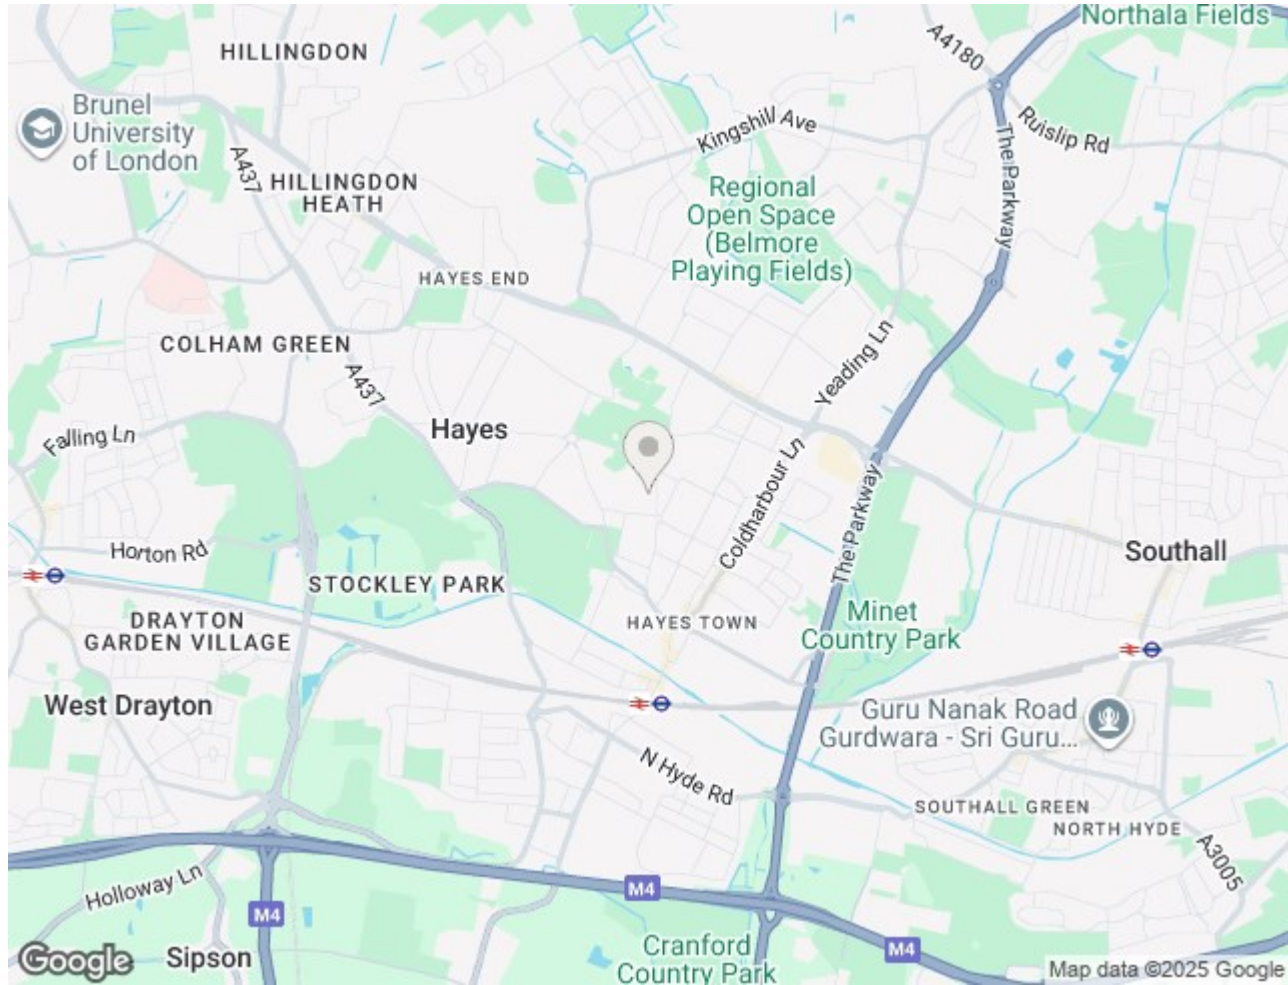 Northala Fields
HILLINGDON
A4180
Brunel
University
of London
Kingshill Ave
Ruislip Rd
The Parkway
A437
HILLINGDON
HEATH
Regional
Open Space
(Belmore
Playing Fields)
HAYES END
COLHAM GREEN
A437
Yeading Ln
Falling Ln
Hayes
Coldharbour Ln
The Parkway
Horton Rd
Southall
STOCKLEY PARK
DRAYTON
GARDEN VILLAGE
HAYES TOWN
Minet
Country Park
West Drayton
Guru Nanak Road
Gurdwara - Sri Guru...
N Hyde Rd
SOUTHALL GREEN
NORTH HYDE
A3005
Holloway Ln
M4
M4
M4
Sipson
Cranford
Country Park
Google
Map data ©2025 Google